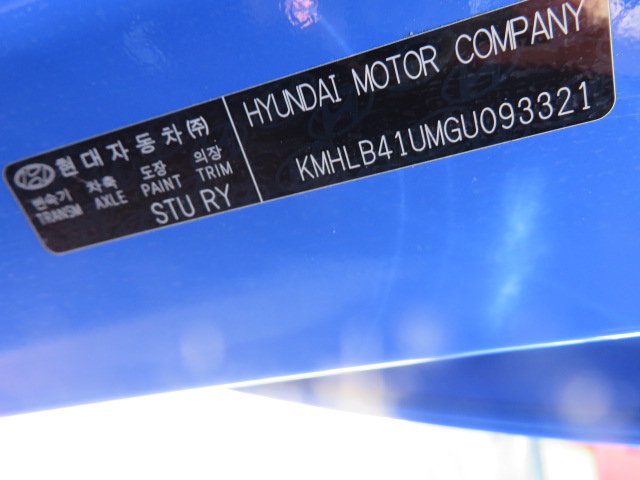 현대자동차(주)
변속기 차축 도장 의장
TRANSM AXLE PAINT TRIM
STU RY
HYUNDAI MOTOR COMPANY
KMHLB41UMGU093321